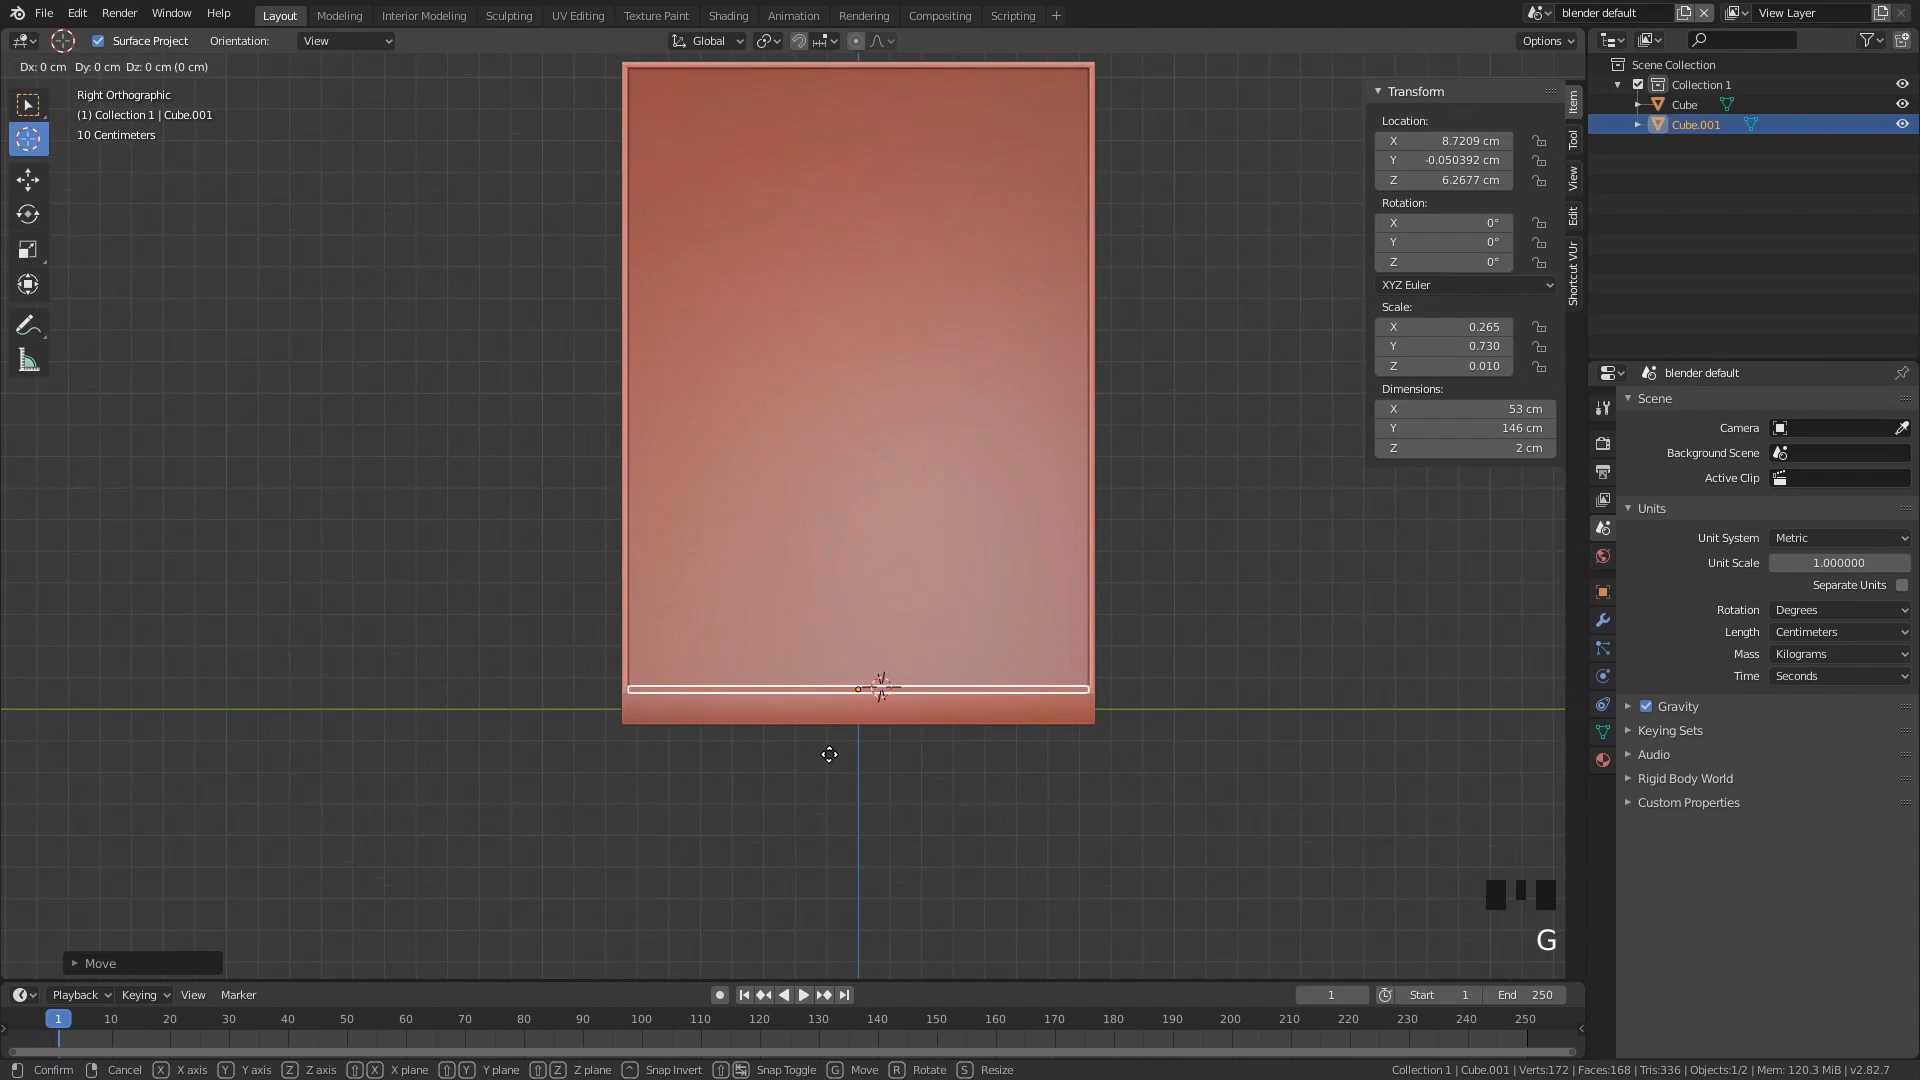 File Edit Render Window Help Layout Modeling Interior Modeling Sculpting UV Editing Texture Paint Shading Animation Rendering Compositing Scripting + blender default View Layer
Surface Project Orientation: View Global Options
Dx: 0 cm Dy: 0 cm Dz: 0 cm (0 cm)
Right Orthographic
(1) Collection 1 | Cube.001
10 Centimeters
Transform
Location:
X 8.7209 cm
Y -0.050392 cm
Z 6.2677 cm
Rotation:
X 0°
Y 0°
Z 0°
XYZ Euler
Scale:
X 0.265
Y 0.730
Z 0.010
Dimensions:
X 53 cm
Y 146 cm
Z 2 cm
Item
Tool
View
Edit
Shortcut VUr
Scene Collection
Collection 1
Cube
Cube.001
blender default
Scene
Camera
Background Scene
Active Clip
Units
Unit System Metric
Unit Scale 1.000000
Separate Units
Rotation Degrees
Length Centimeters
Mass Kilograms
Time Seconds
Gravity
Keying Sets
Audio
Rigid Body World
Custom Properties
G
Move
Playback Keying View Marker 1 Start 1 End 250
1 10 20 30 40 50 60 70 80 90 100 110 120 130 140 150 160 170 180 190 200 210 220 230 240 250
Confirm Cancel X X axis Y Y axis Z Z axis X X plane Y Y plane Z Z plane ^ Snap Invert Snap Toggle G Move R Rotate S Resize Collection 1 | Cube.001 | Verts:172 | Faces:168 | Tris:336 | Objects:1/2 | Mem: 120.3 MiB | v2.82.7